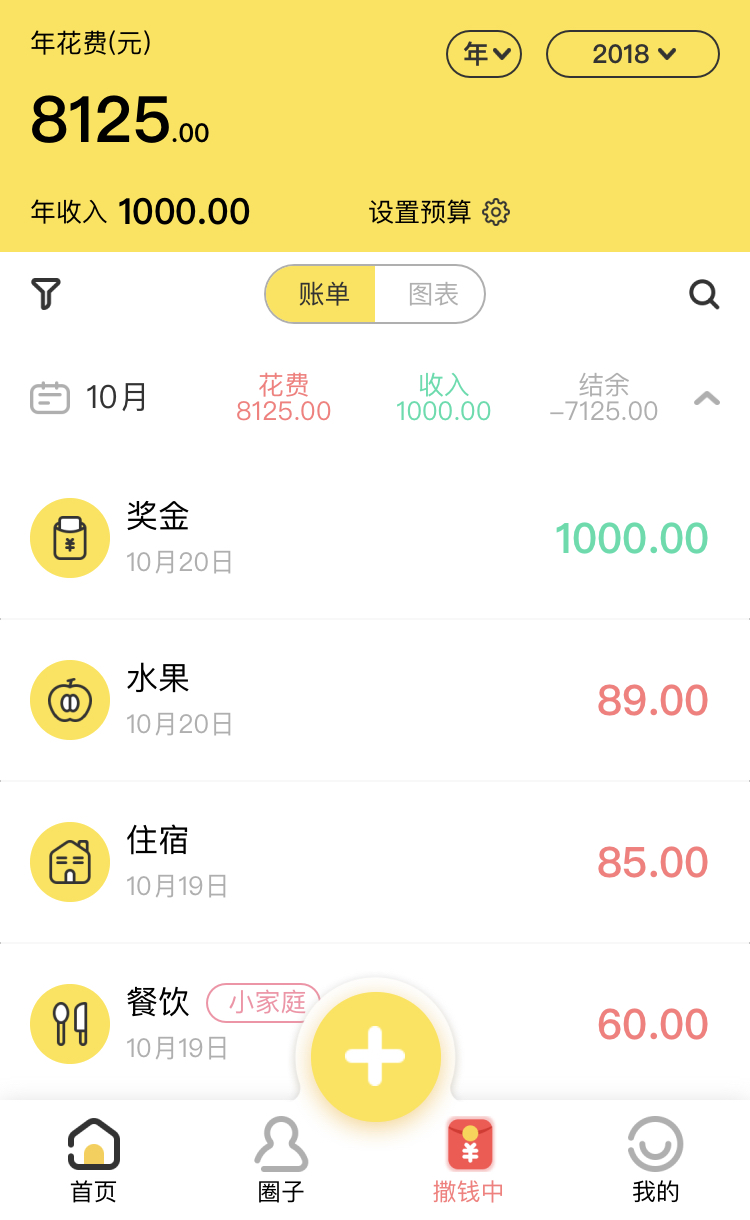 年花费(元)
年 2018
8125.00
年收入 1000.00 设置预算
账单 图表
10月
花费 收入 结余
8125.00 1000.00 –7125.00
奖金
10月20日
1000.00
水果
10月20日
89.00
住宿
10月19日
85.00
餐饮 小家庭
10月19日
60.00
首页 圈子 撒钱中 我的